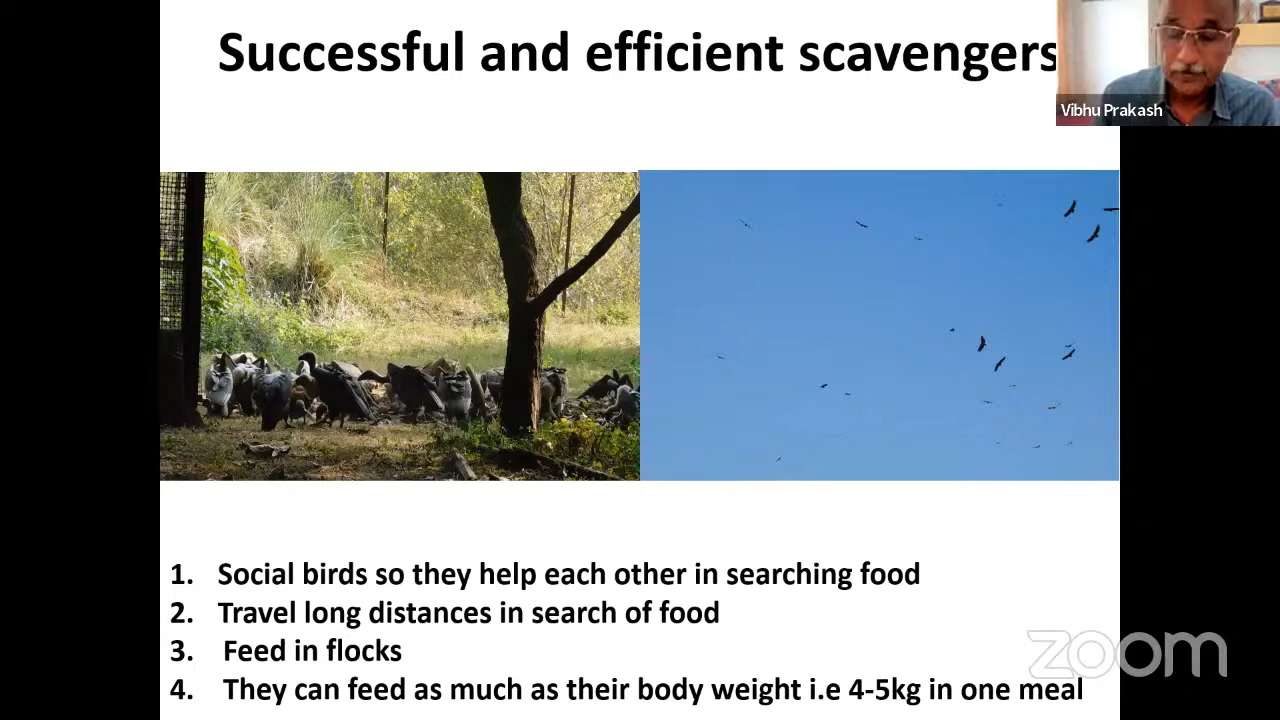 Successful and efficient scavengers
Vibhu Prakash
1. Social birds so they help each other in searching food
2. Travel long distances in search of food
3. Feed in flocks
4. They can feed as much as their body weight i.e 4-5kg in one meal
zoom